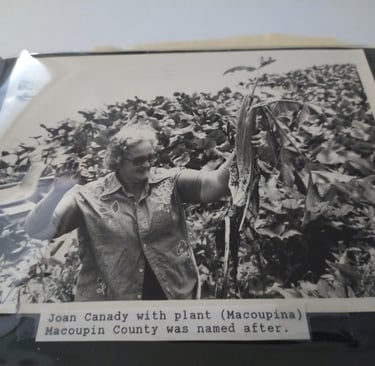 Joan Canady with plant (Macoupina)
Macoupin County was named after.